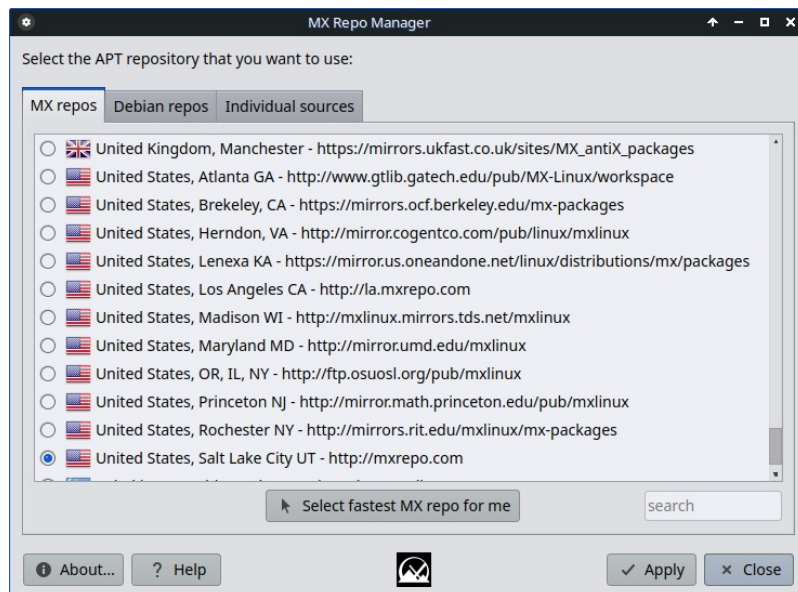 MX Repo Manager
Select the APT repository that you want to use:
MX repos Debian repos Individual sources
United Kingdom, Manchester - https://mirrors.ukfast.co.uk/sites/MX_antiX_packages
United States, Atlanta GA - http://www.gtlib.gatech.edu/pub/MX-Linux/workspace
United States, Brekeley, CA - https://mirrors.ocf.berkeley.edu/mx-packages
United States, Herndon, VA - http://mirror.cogentco.com/pub/linux/mxlinux
United States, Lenexa KA - https://mirror.us.oneandone.net/linux/distributions/mx/packages
United States, Los Angeles CA - http://la.mxrepo.com
United States, Madison WI - http://mxlinux.mirrors.tds.net/mxlinux
United States, Maryland MD - http://mirror.umd.edu/mxlinux
United States, OR, IL, NY - http://ftp.osuosl.org/pub/mxlinux
United States, Princeton NJ - http://mirror.math.princeton.edu/pub/mxlinux
United States, Rochester NY - http://mirrors.rit.edu/mxlinux/mx-packages
United States, Salt Lake City UT - http://mxrepo.com
Select fastest MX repo for me search
About... ? Help Apply Close